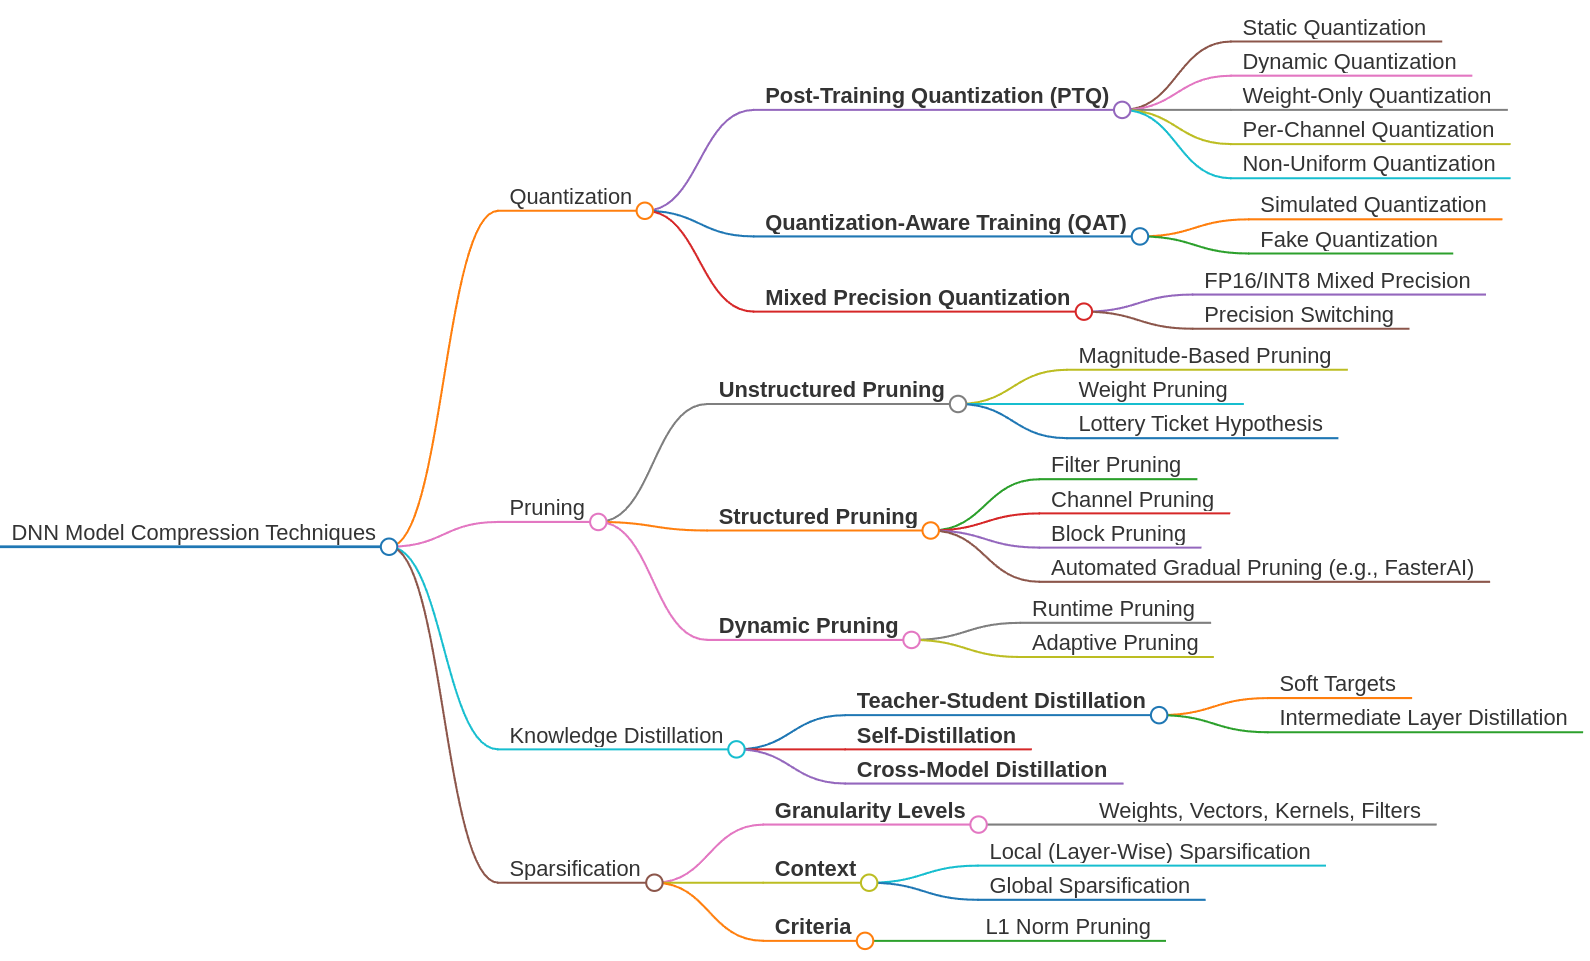 DNN Model Compression Techniques
Quantization
Post-Training Quantization (PTQ)
Static Quantization
Dynamic Quantization
Weight-Only Quantization
Per-Channel Quantization
Non-Uniform Quantization
Quantization-Aware Training (QAT)
Simulated Quantization
Fake Quantization
Mixed Precision Quantization
FP16/INT8 Mixed Precision
Precision Switching
Pruning
Unstructured Pruning
Magnitude-Based Pruning
Weight Pruning
Lottery Ticket Hypothesis
Structured Pruning
Filter Pruning
Channel Pruning
Block Pruning
Automated Gradual Pruning (e.g., FasterAI)
Dynamic Pruning
Runtime Pruning
Adaptive Pruning
Knowledge Distillation
Teacher-Student Distillation
Soft Targets
Intermediate Layer Distillation
Self-Distillation
Cross-Model Distillation
Sparsification
Granularity Levels
Weights, Vectors, Kernels, Filters
Context
Local (Layer-Wise) Sparsification
Global Sparsification
Criteria
L1 Norm Pruning